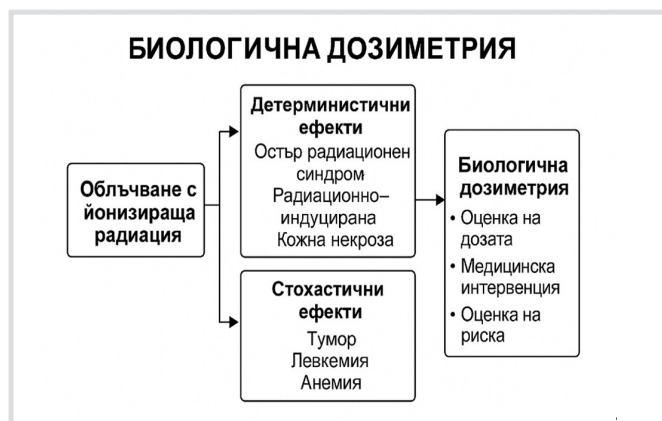 БИОЛОГИЧНА ДОЗИМЕТРИЯ
Облъчване с
йонизираща
радиация
Детерминистични
ефекти
Остър радиационен
синдром
Радиационно–
индуцирана
Кожна некроза
Стохастични
ефекти
Тумор
Левкемия
Анемия
Биологична
дозиметрия
• Оценка на
дозата
• Медицинска
интервенция
• Оценка на
риска